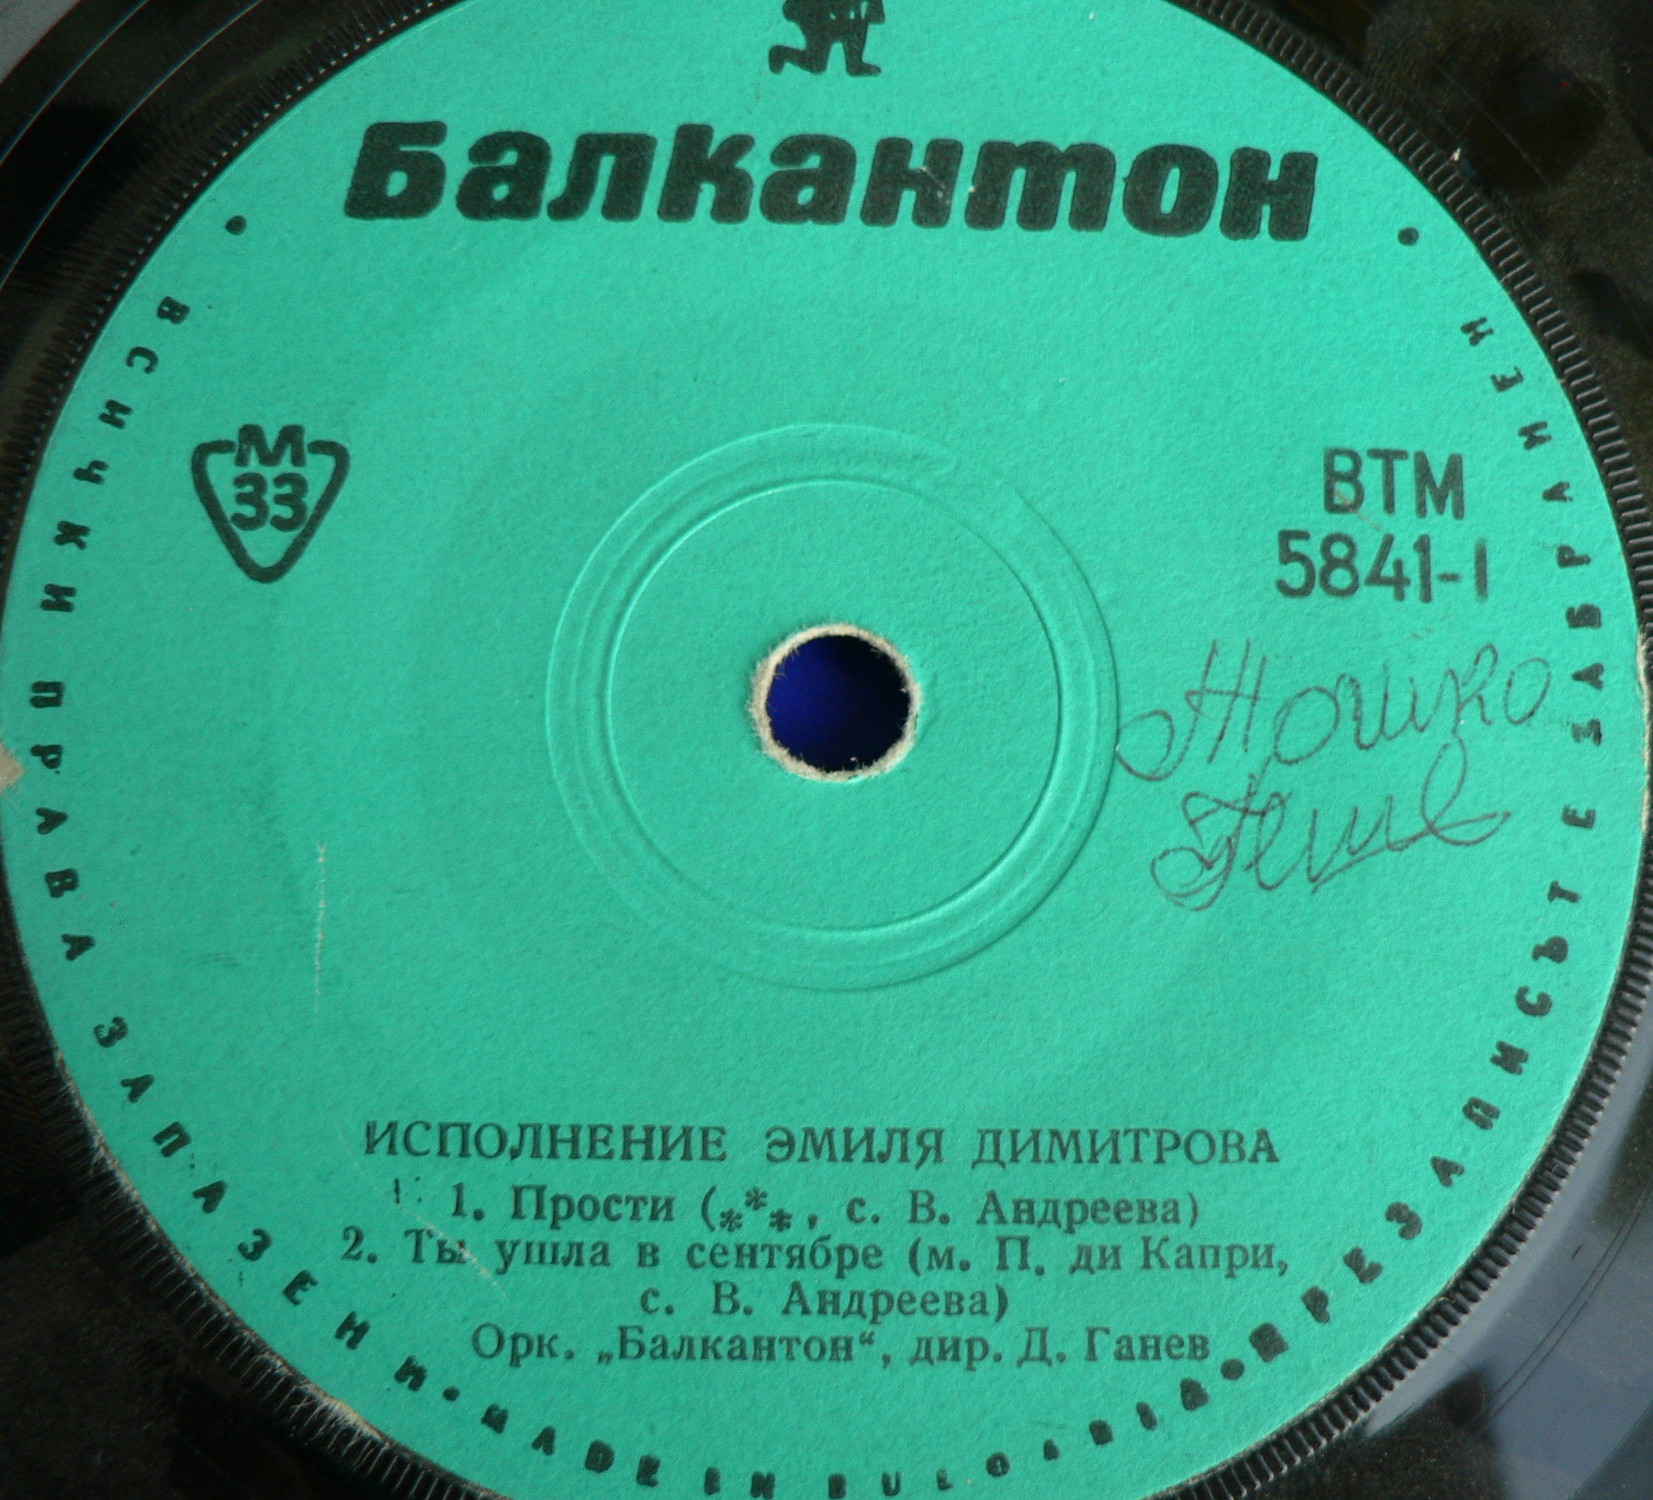 Балкантон
М
33
ВТМ
5841-1
ИСПОЛНЕНИЕ ЭМИЛЯ ДИМИТРОВА
1. Прости (***, с. В. Андреева)
2. Ты ушла в сентябре (м. П. ди Капри,
с. В. Андреева)
Орк. „Балкантон“, дир. Д. Ганев
ВСИЧКИ ПРАВА ЗАПАЗЕНИ • MADE IN BULGARIA • ПРЕЗАПИСЪТ Е ЗАБРАНЕН